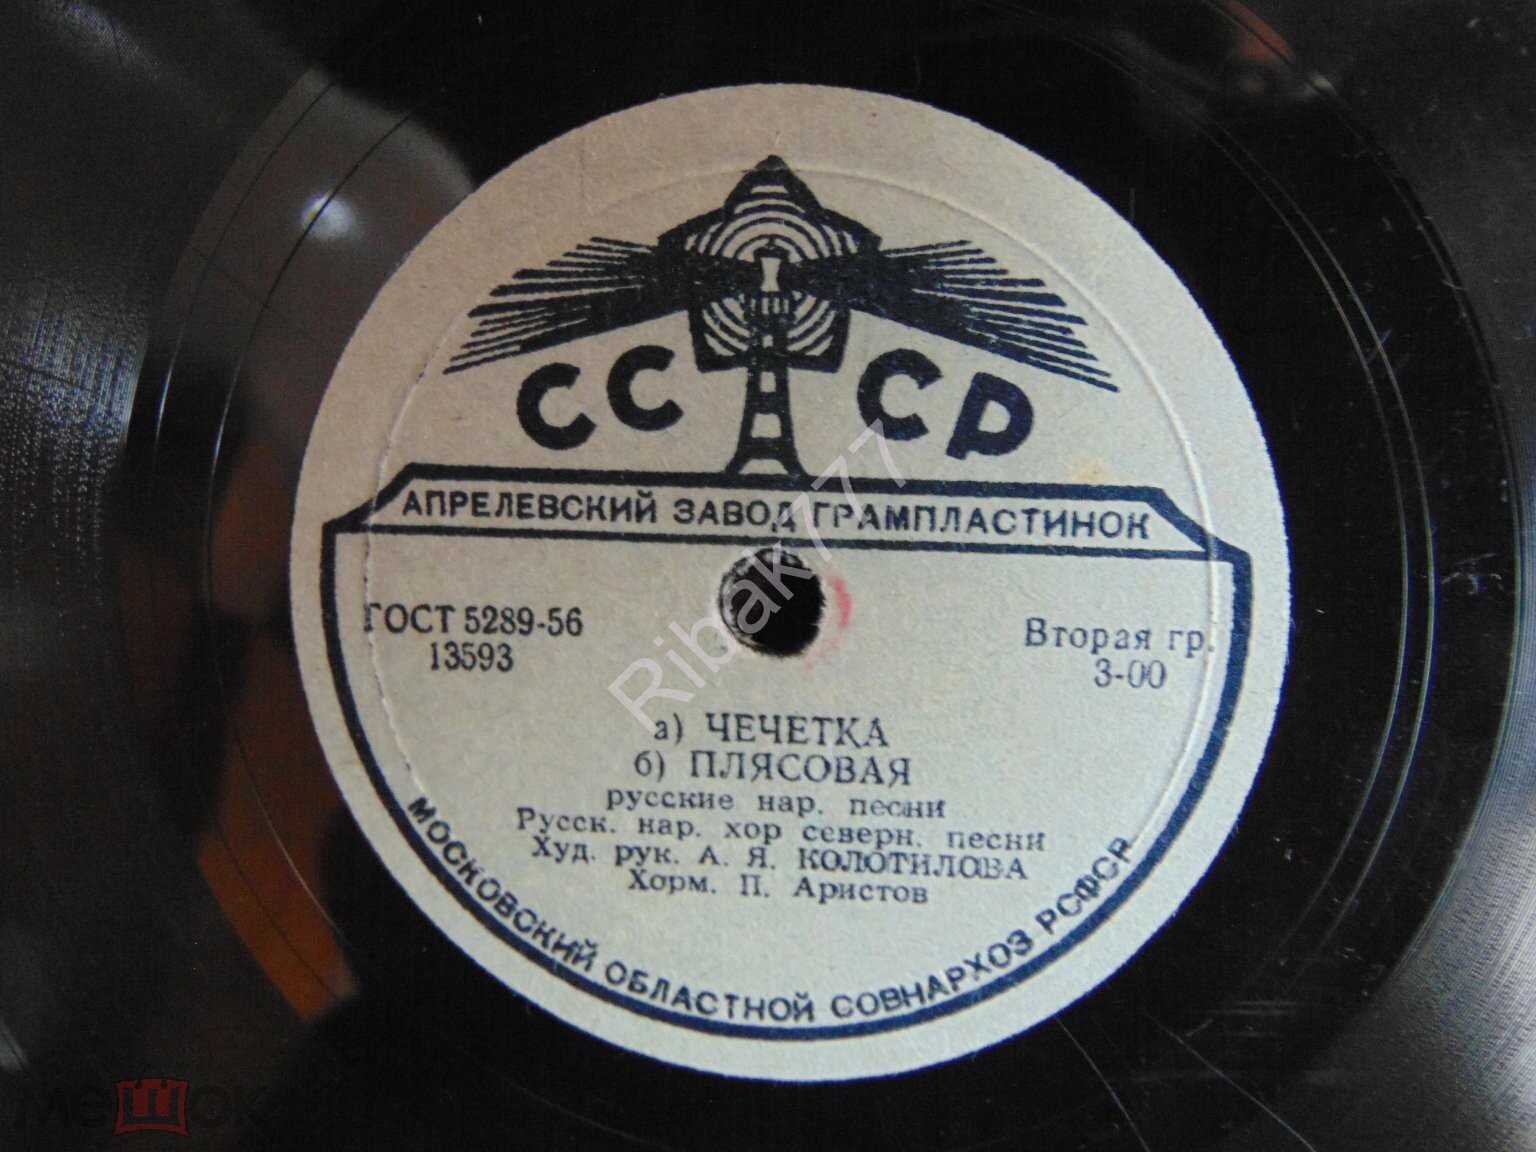 СССР
АПРЕЛЕВСКИЙ ЗАВОД ГРАМПЛАСТИНОК
ГОСТ 5289-56
13593
Вторая гр.
3-00
а) ЧЕЧЕТКА
б) ПЛЯСОВАЯ
русские нар. песни
Русск. нар. хор северн. песни
Худ. рук. А. Я. КОЛОТИЛОВА
Хорм. П. Аристов
МОСКОВСКИЙ ОБЛАСТНОЙ СОВНАРХОЗ РСФСР
Ribak777
мешок